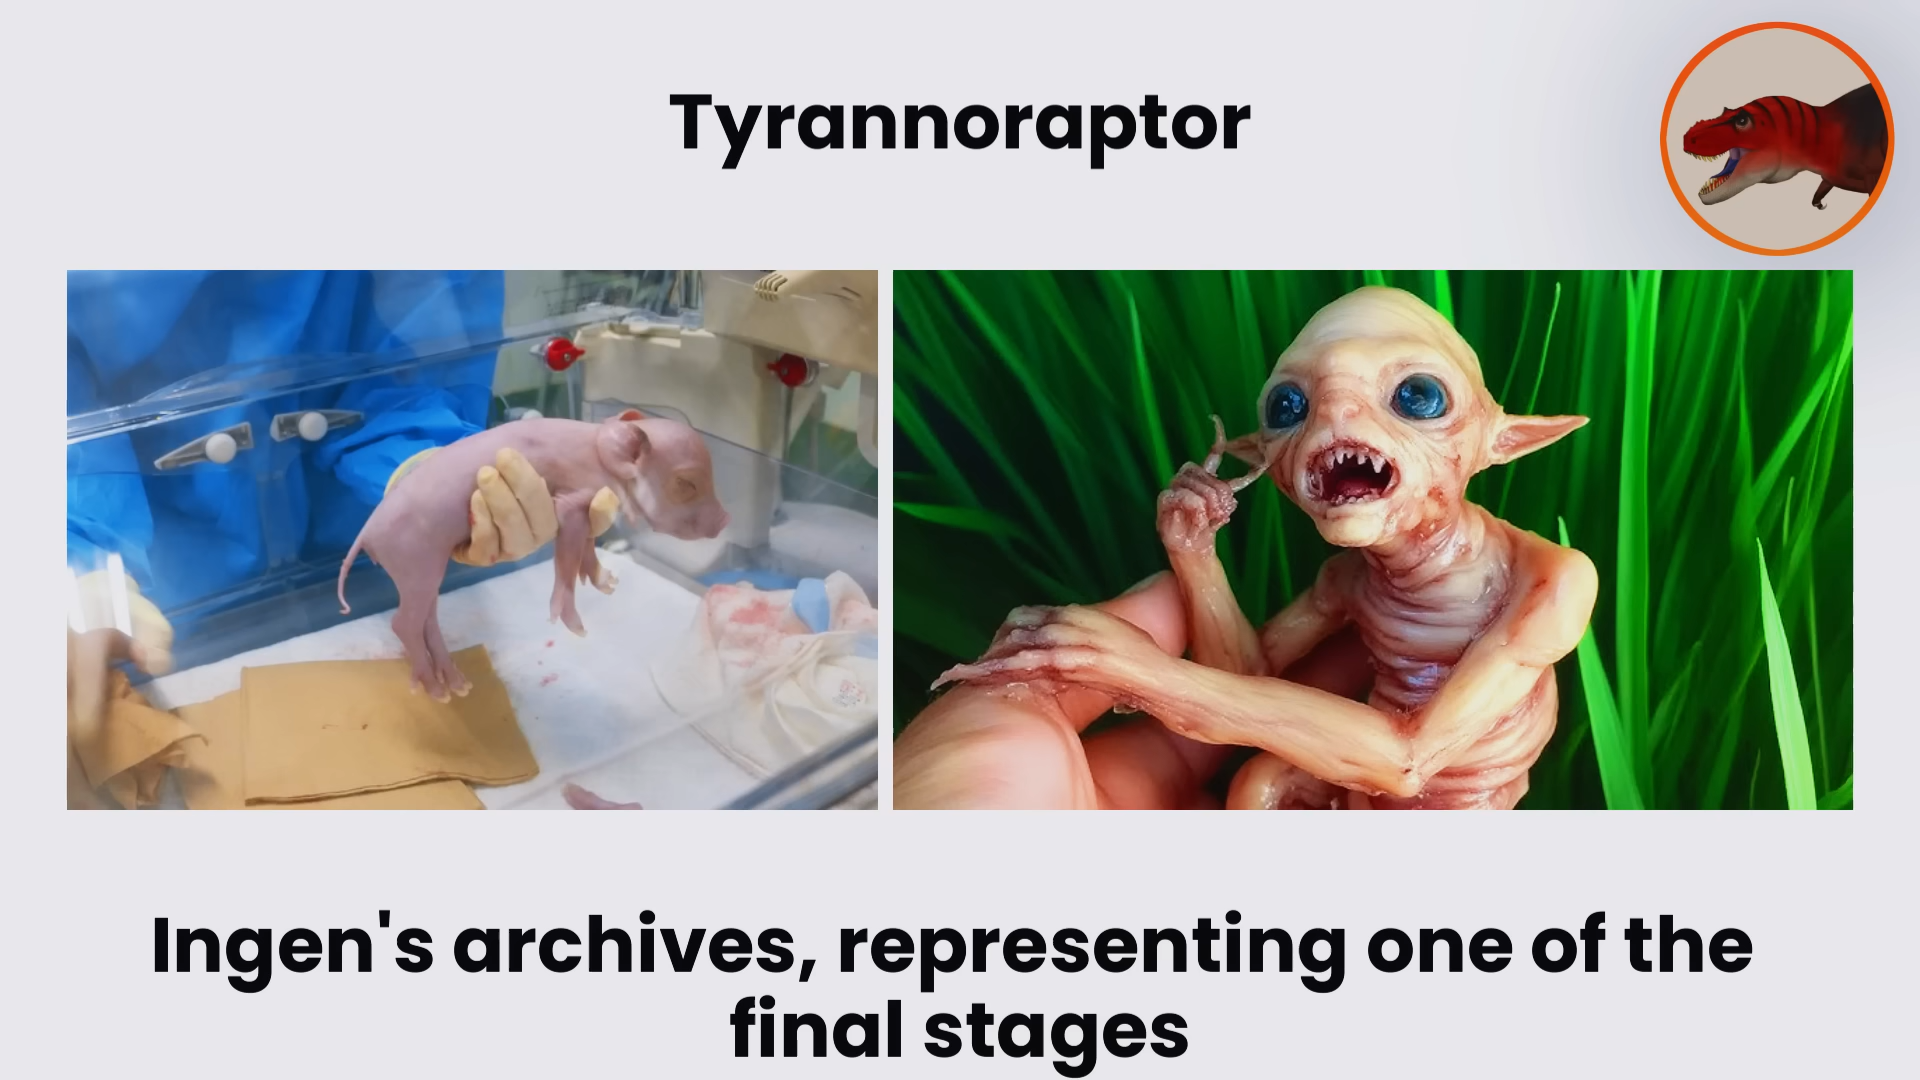 Tyrannoraptor
Ingen's archives, representing one of the
final stages